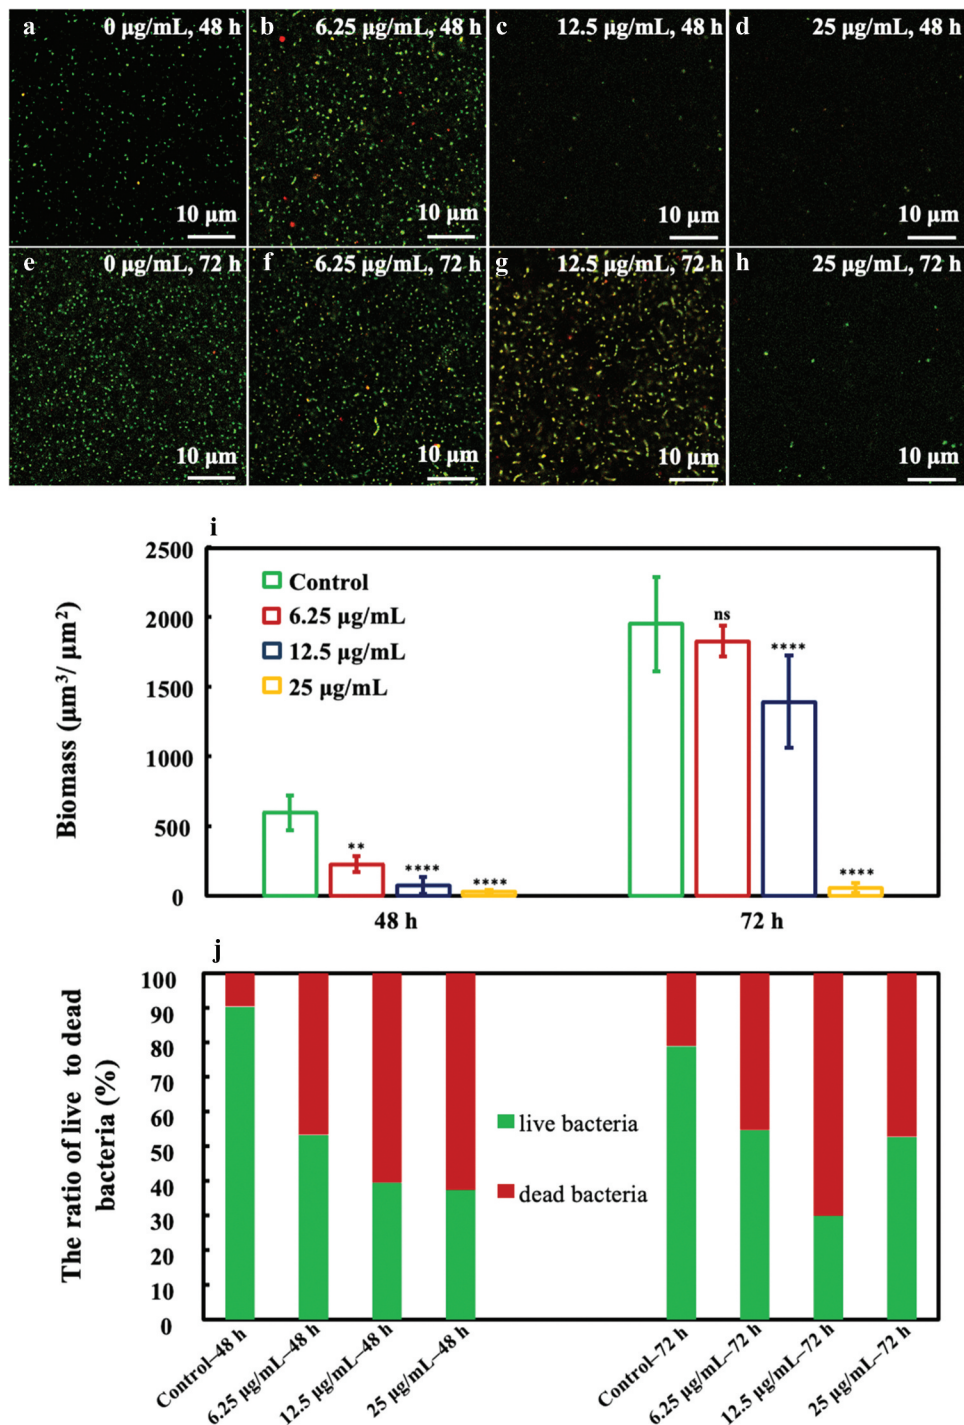 a 0 µg/mL, 48 h
10 µm
b 6.25 µg/mL, 48 h
10 µm
c 12.5 µg/mL, 48 h
10 µm
d 25 µg/mL, 48 h
10 µm
e 0 µg/mL, 72 h
10 µm
f 6.25 µg/mL, 72 h
10 µm
g 12.5 µg/mL, 72 h
10 µm
h 25 µg/mL, 72 h
10 µm
i
Biomass (µm³/ µm²)
2500
2000
1500
1000
500
0
Control
6.25 µg/mL
12.5 µg/mL
25 µg/mL
**
****
****
ns
****
****
48 h
72 h
j
The ratio of live to dead
bacteria (%)
100
90
80
70
60
50
40
30
20
10
0
live bacteria
dead bacteria
Control–48 h
6.25 µg/mL–48 h
12.5 µg/mL–48 h
25 µg/mL–48 h
Control–72 h
6.25 µg/mL–72 h
12.5 µg/mL–72 h
25 µg/mL–72 h